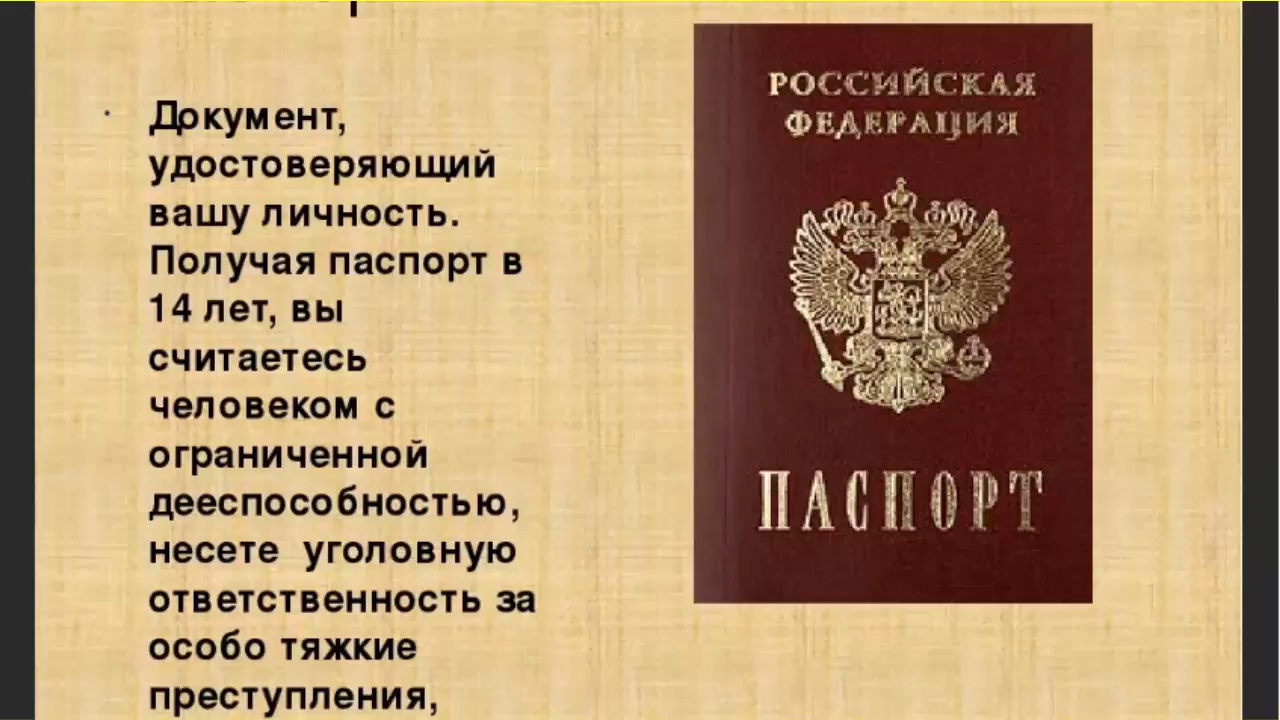 Документ,
удостоверяющий
вашу личность.
Получая паспорт в
14 лет, вы
считаетесь
человеком с
ограниченной
дееспособностью,
несете уголовную
ответственность за
особо тяжкие
преступления,
РОССИЙСКАЯ
ФЕДЕРАЦИЯ
ПАСПОРТ